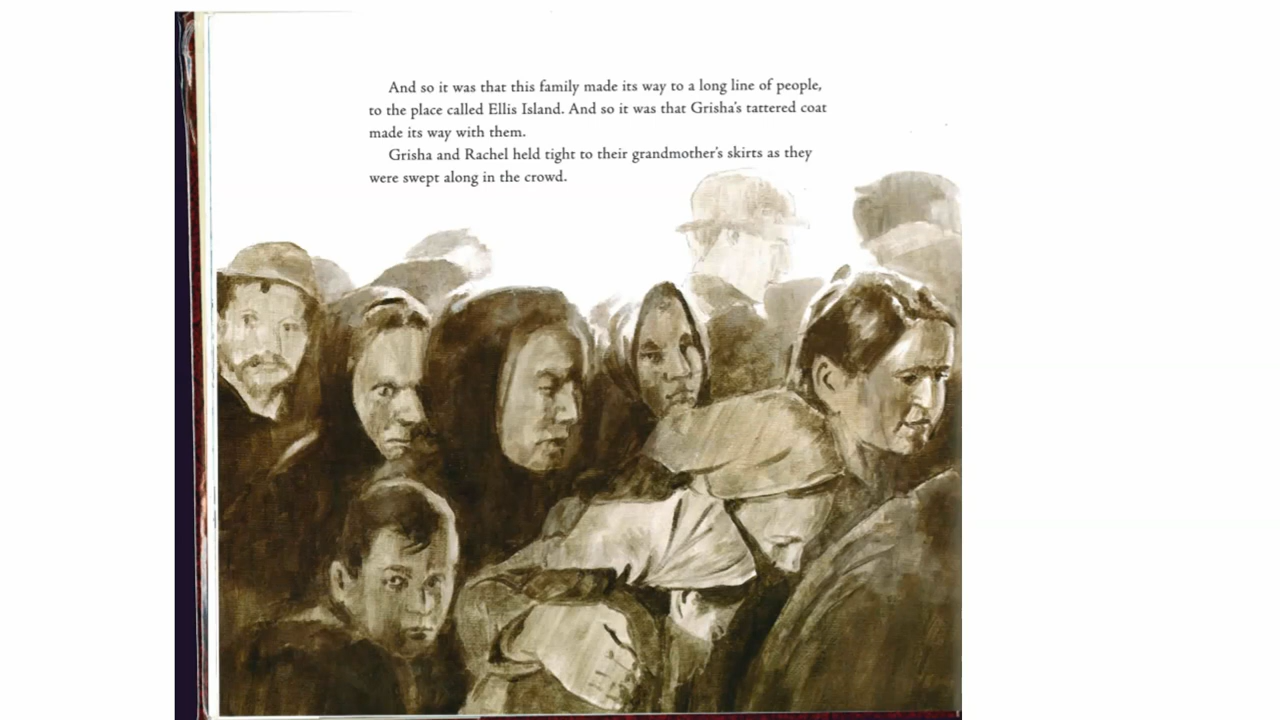 And so it was that this family made its way to a long line of people,
to the place called Ellis Island. And so it was that Grisha's tattered coat
made its way with them.
Grisha and Rachel held tight to their grandmother's skirts as they
were swept along in the crowd.